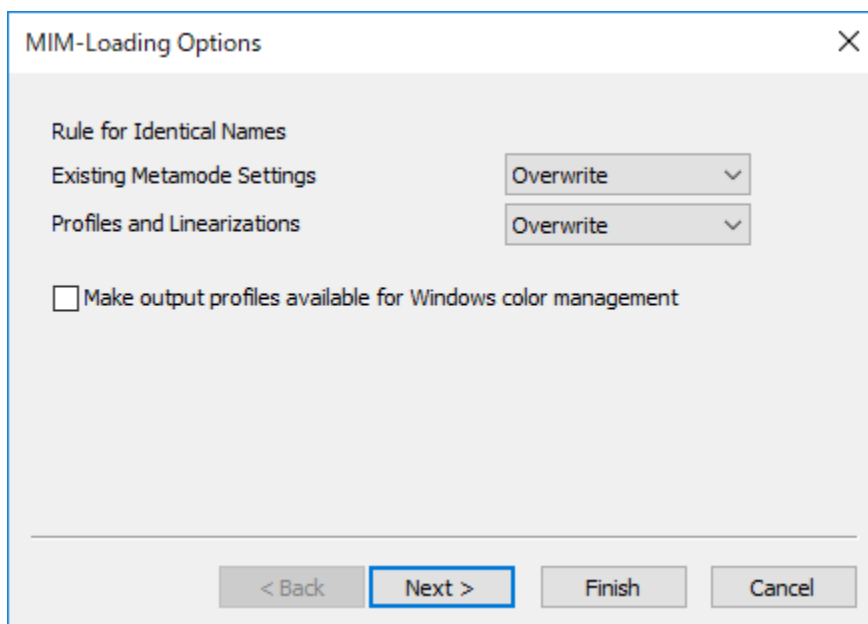 MIM-Loading Options
Rule for Identical Names
Existing Metamode Settings Overwrite
Profiles and Linearizations Overwrite
Make output profiles available for Windows color management
< Back Next > Finish Cancel